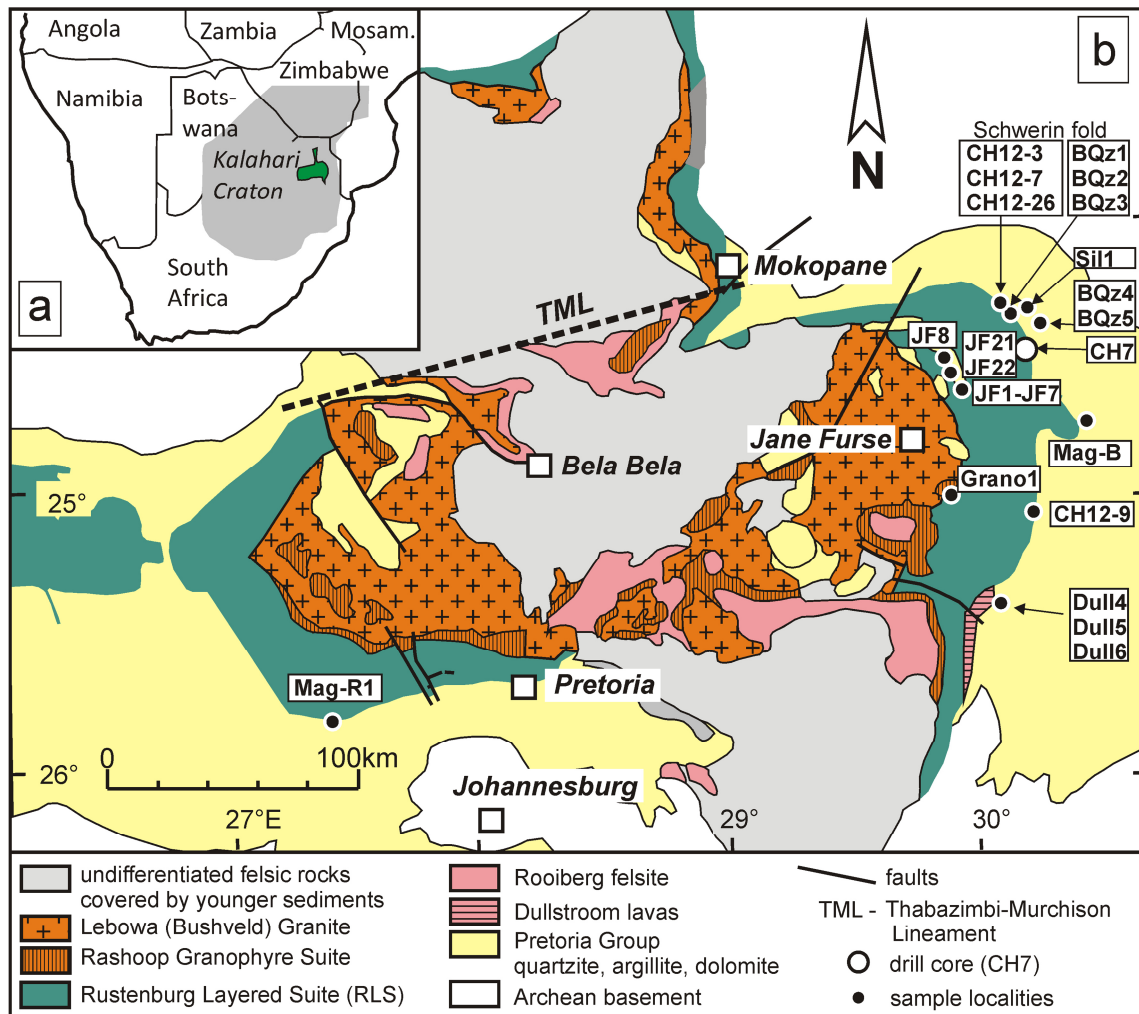 Angola
Zambia
Mosam.
Zimbabwe
Namibia
Bots-
wana
Kalahari
Craton
South
Africa
a
b
N
Schwerin fold
CH12-3
CH12-7
CH12-26
BQz1
BQz2
BQz3
Sil1
BQz4
BQz5
CH7
JF8
JF21
JF22
JF1-JF7
Mokopane
TML
Jane Furse
Mag-B
Bela Bela
Grano1
CH12-9
25°
Dull4
Dull5
Dull6
Mag-R1
Pretoria
0
100km
26°
Johannesburg
27°E
29°
30°
undifferentiated felsic rocks
covered by younger sediments
Lebowa (Bushveld) Granite
Rashoop Granophyre Suite
Rustenburg Layered Suite (RLS)
Rooiberg felsite
Dullstroom lavas
Pretoria Group
quartzite, argillite, dolomite
Archean basement
faults
TML - Thabazimbi-Murchison
Lineament
drill core (CH7)
sample localities